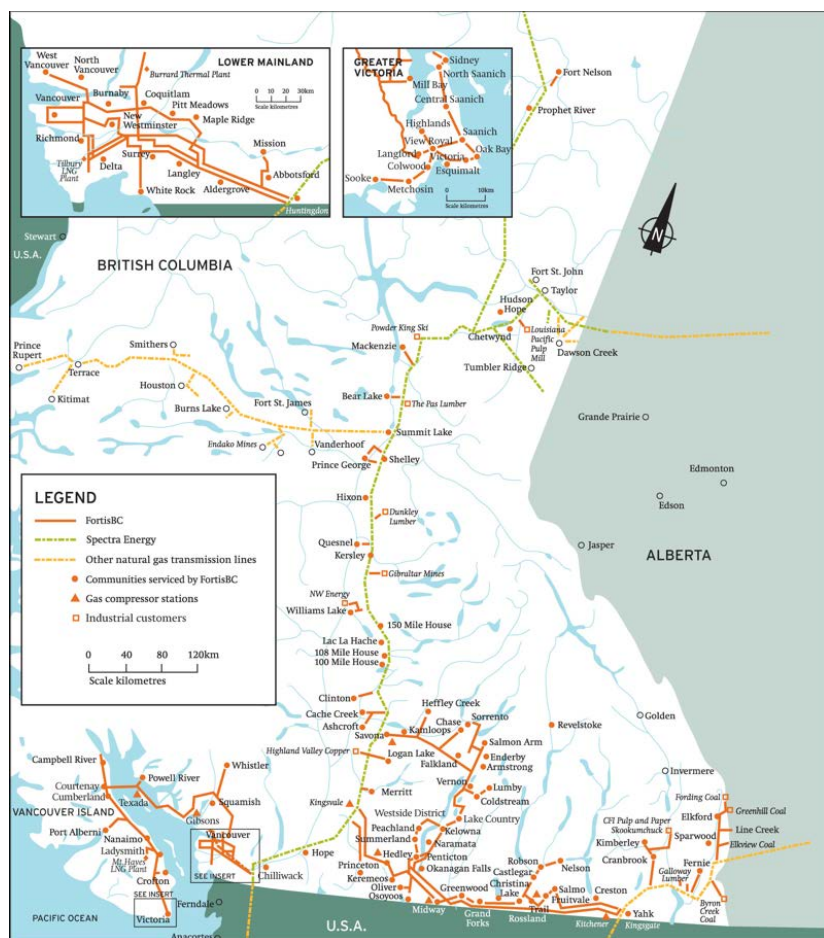 LOWER MAINLAND
West
Vancouver
North
Vancouver
Burrard Thermal Plant
Burnaby
Coquitlam
Pitt Meadows
Maple Ridge
Vancouver
New
Westminster
Mission
Richmond
Tilbury
LNG
Plant
Delta
Surrey
Langley
Abbotsford
White Rock
Aldergrove
Huntingdon
0 10 20 30km
Scale kilometres
GREATER
VICTORIA
Sidney
North Saanich
Mill Bay
Central Saanich
Highlands
Saanich
View Royal
Oak Bay
Langford
Victoria
Colwood
Esquimalt
Sooke
Metchosin
0 10km
Scale kilometres
Fort Nelson
Prophet River
N
Stewart
U.S.A.
BRITISH COLUMBIA
Fort St. John
Taylor
Hudson
Hope
Powder King Ski
Chetwynd
Louisiana
Pacific
Pulp
Mill
Dawson Creek
Mackenzie
Tumbler Ridge
Prince
Rupert
Smithers
Terrace
Houston
Kitimat
Burns Lake
Fort St. James
Bear Lake
The Pas Lumber
Grande Prairie
Summit Lake
Endako Mines
Vanderhoof
Prince George
Shelley
Edmonton
Edson
Hixon
Dunkley
Lumber
Quesnel
Kersley
Jasper
ALBERTA
Gibraltar Mines
NW Energy
Williams Lake
150 Mile House
Lac La Hache
108 Mile House
100 Mile House
LEGEND
FortisBC
Spectra Energy
Other natural gas transmission lines
Communities serviced by FortisBC
Gas compressor stations
Industrial customers
0 40 80 120km
Scale kilometres
Clinton
Cache Creek
Ashcroft
Savona
Heffley Creek
Kamloops
Chase
Sorrento
Revelstoke
Golden
Highland Valley Copper
Logan Lake
Falkland
Salmon Arm
Enderby
Armstrong
Invermere
Campbell River
Powell River
Whistler
Courtenay
Cumberland
Texada
Squamish
Merritt
Vernon
Lumby
Coldstream
Fording Coal
VANCOUVER ISLAND
Gibsons
Kingsvale
Westside District
Lake Country
CFI Pulp and Paper
Skookumchuck
Elkford
Greenhill Coal
Port Alberni
Nanaimo
Vancouver
Peachland
Kelowna
Kimberley
Sparwood
Line Creek
Ladysmith
Summerland
Naramata
Elkview Coal
Mt. Hayes
LNG Plant
SEE INSERT
Hope
Chilliwack
Princeton
Hedley
Penticton
Robson
Nelson
Cranbrook
Fernie
Crofton
Keremeos
Okanagan Falls
Castlegar
Galloway
Lumber
SEE INSERT
Oliver
Osoyoos
Greenwood
Christina
Lake
Salmo
Creston
Byron
Creek
Coal
Ferndale
Fruitvale
PACIFIC OCEAN
Victoria
Midway
Grand
Forks
Trail
Rossland
Kitchener
Yahk
Kingsgate
Anacortes
U.S.A.